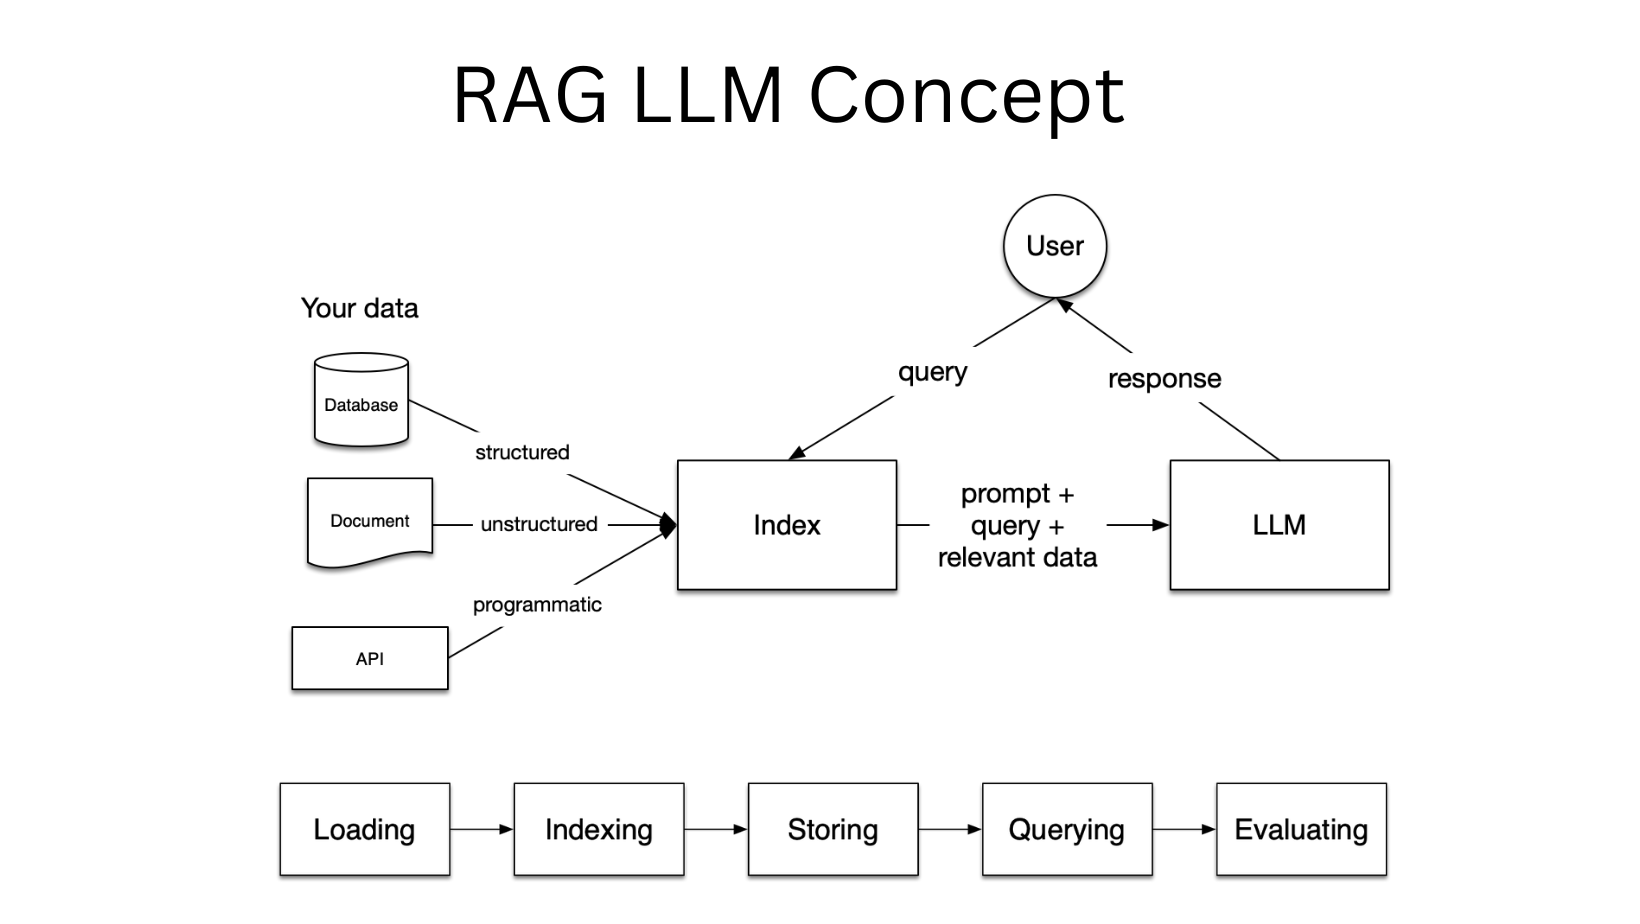 RAG LLM Concept
User
Your data
query
response
Database
structured
Document
unstructured
Index
prompt +
query +
relevant data
LLM
programmatic
API
Loading
Indexing
Storing
Querying
Evaluating